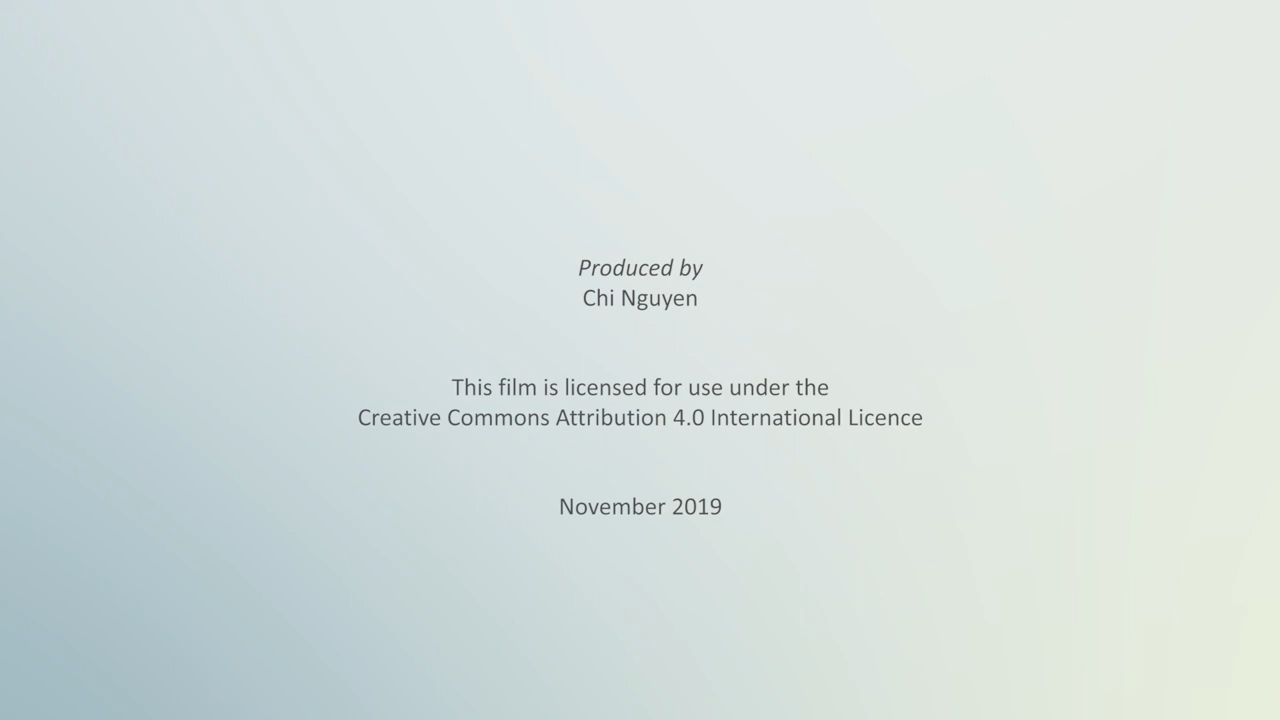 Produced by
Chi Nguyen
This film is licensed for use under the
Creative Commons Attribution 4.0 International Licence
November 2019